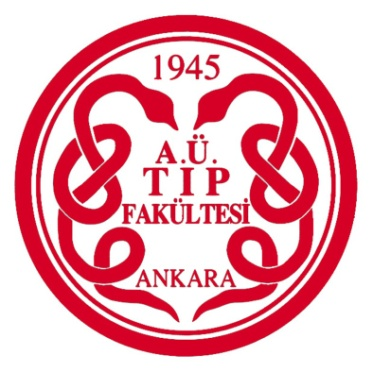 1945
A.Ü.
TIP
FAKÜLTESİ
ANKARA